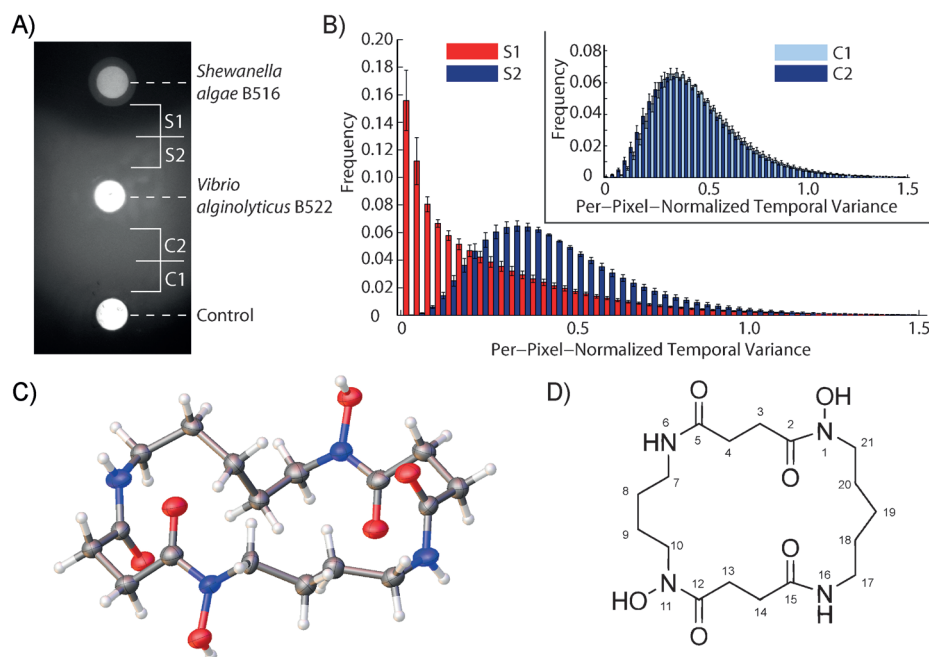 A)
Shewanella
algae B516
S1
S2
Vibrio
alginolyticus B522
C2
C1
Control
B)
0.20
0.18
0.16
0.14
0.12
0.10
0.08
0.06
0.04
0.02
0
Frequency
S1
S2
0
0.5
1.0
1.5
Per–Pixel–Normalized Temporal Variance
C1
C2
0.08
0.06
0.04
0.02
0
Frequency
0
0.5
1.0
1.5
Per–Pixel–Normalized Temporal Variance
C)
D)
O
3
OH
6
HN
5
4
2
N
1
21
O
7
20
8
19
9
18
10
O
13
16
17
N
11
HO
12
14
15
N
H
O